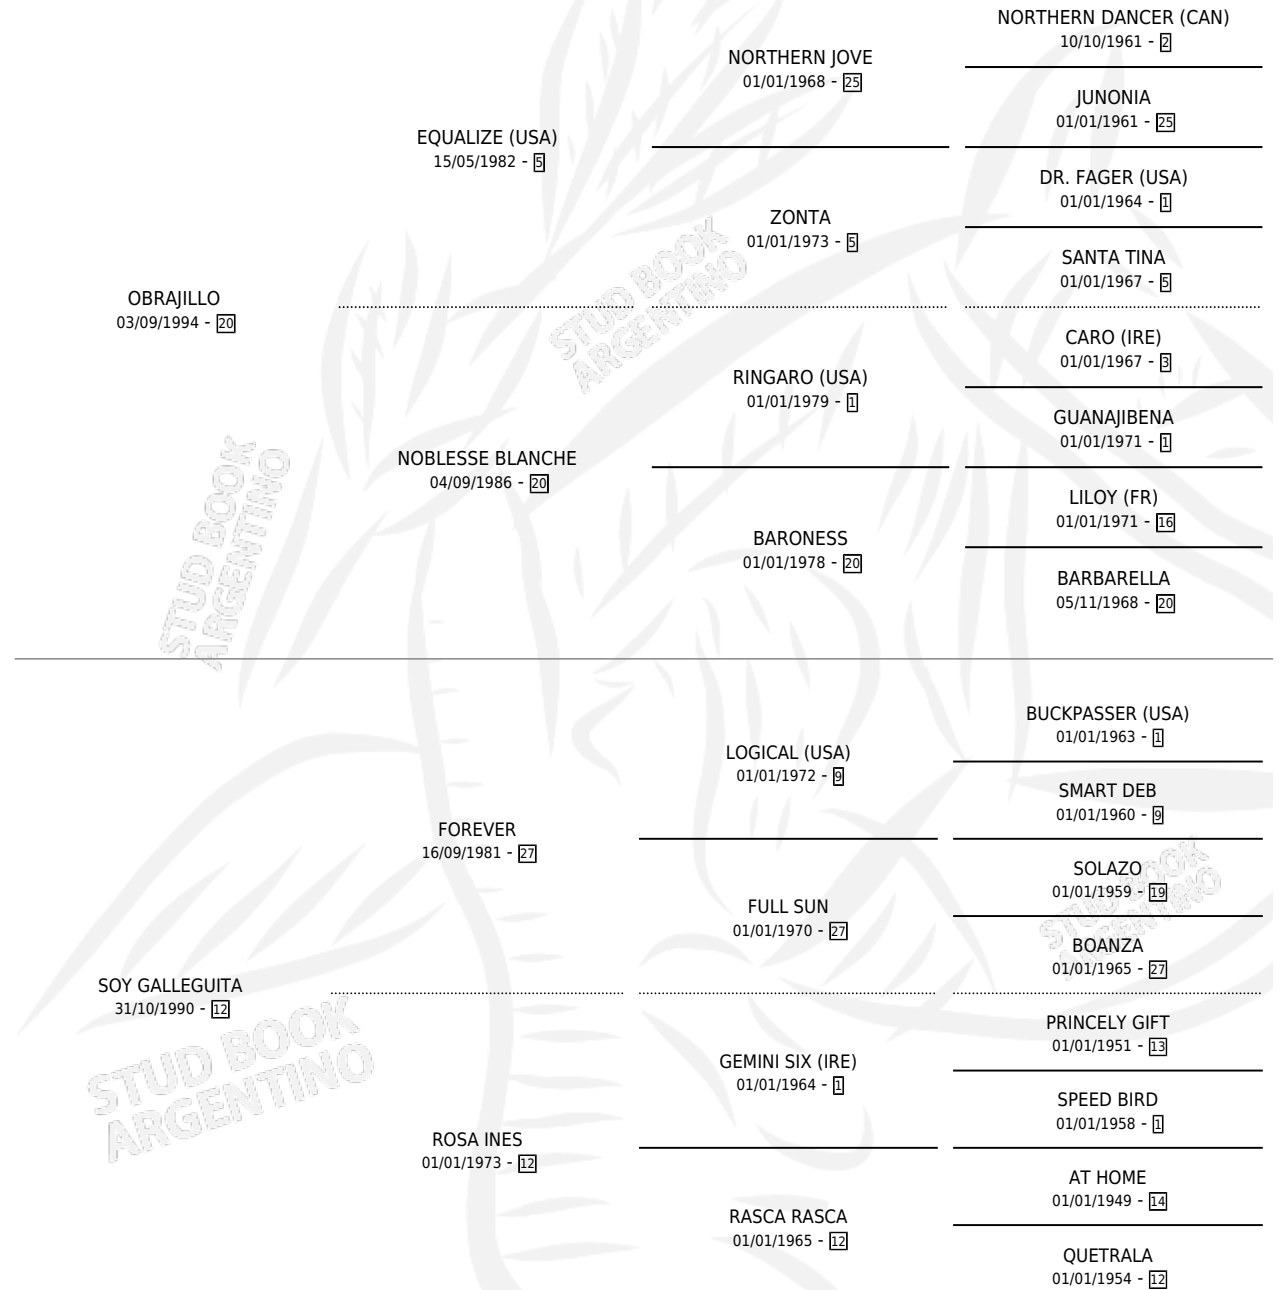 NORTHERN DANCER (CAN)
10/10/1961 - 2
NORTHERN JOVE
01/01/1968 - 25
JUNONIA
01/01/1961 - 25
EQUALIZE (USA)
15/05/1982 - 5
DR. FAGER (USA)
01/01/1964 - 1
ZONTA
01/01/1973 - 5
SANTA TINA
01/01/1967 - 5
OBRAJILLO
03/09/1994 - 20
CARO (IRE)
01/01/1967 - 3
RINGARO (USA)
01/01/1979 - 1
GUANAJIBENA
01/01/1971 - 1
NOBLESSE BLANCHE
04/09/1986 - 20
LILOY (FR)
01/01/1971 - 16
BARONESS
01/01/1978 - 20
BARBARELLA
05/11/1968 - 20
BUCKPASSER (USA)
01/01/1963 - 1
LOGICAL (USA)
01/01/1972 - 9
SMART DEB
01/01/1960 - 9
FOREVER
16/09/1981 - 27
SOLAZO
01/01/1959 - 19
FULL SUN
01/01/1970 - 27
BOANZA
01/01/1965 - 27
SOY GALLEGUITA
31/10/1990 - 12
PRINCELY GIFT
01/01/1951 - 13
GEMINI SIX (IRE)
01/01/1964 - 1
SPEED BIRD
01/01/1958 - 1
ROSA INES
01/01/1973 - 12
AT HOME
01/01/1949 - 14
RASCA RASCA
01/01/1965 - 12
QUETRALA
01/01/1954 - 12
STUD BOOK
ARGENTINO
STUD BOOK
ARGENTINO
STUD BOOK
ARGENTINO
STUD BOOK
ARGENTINO